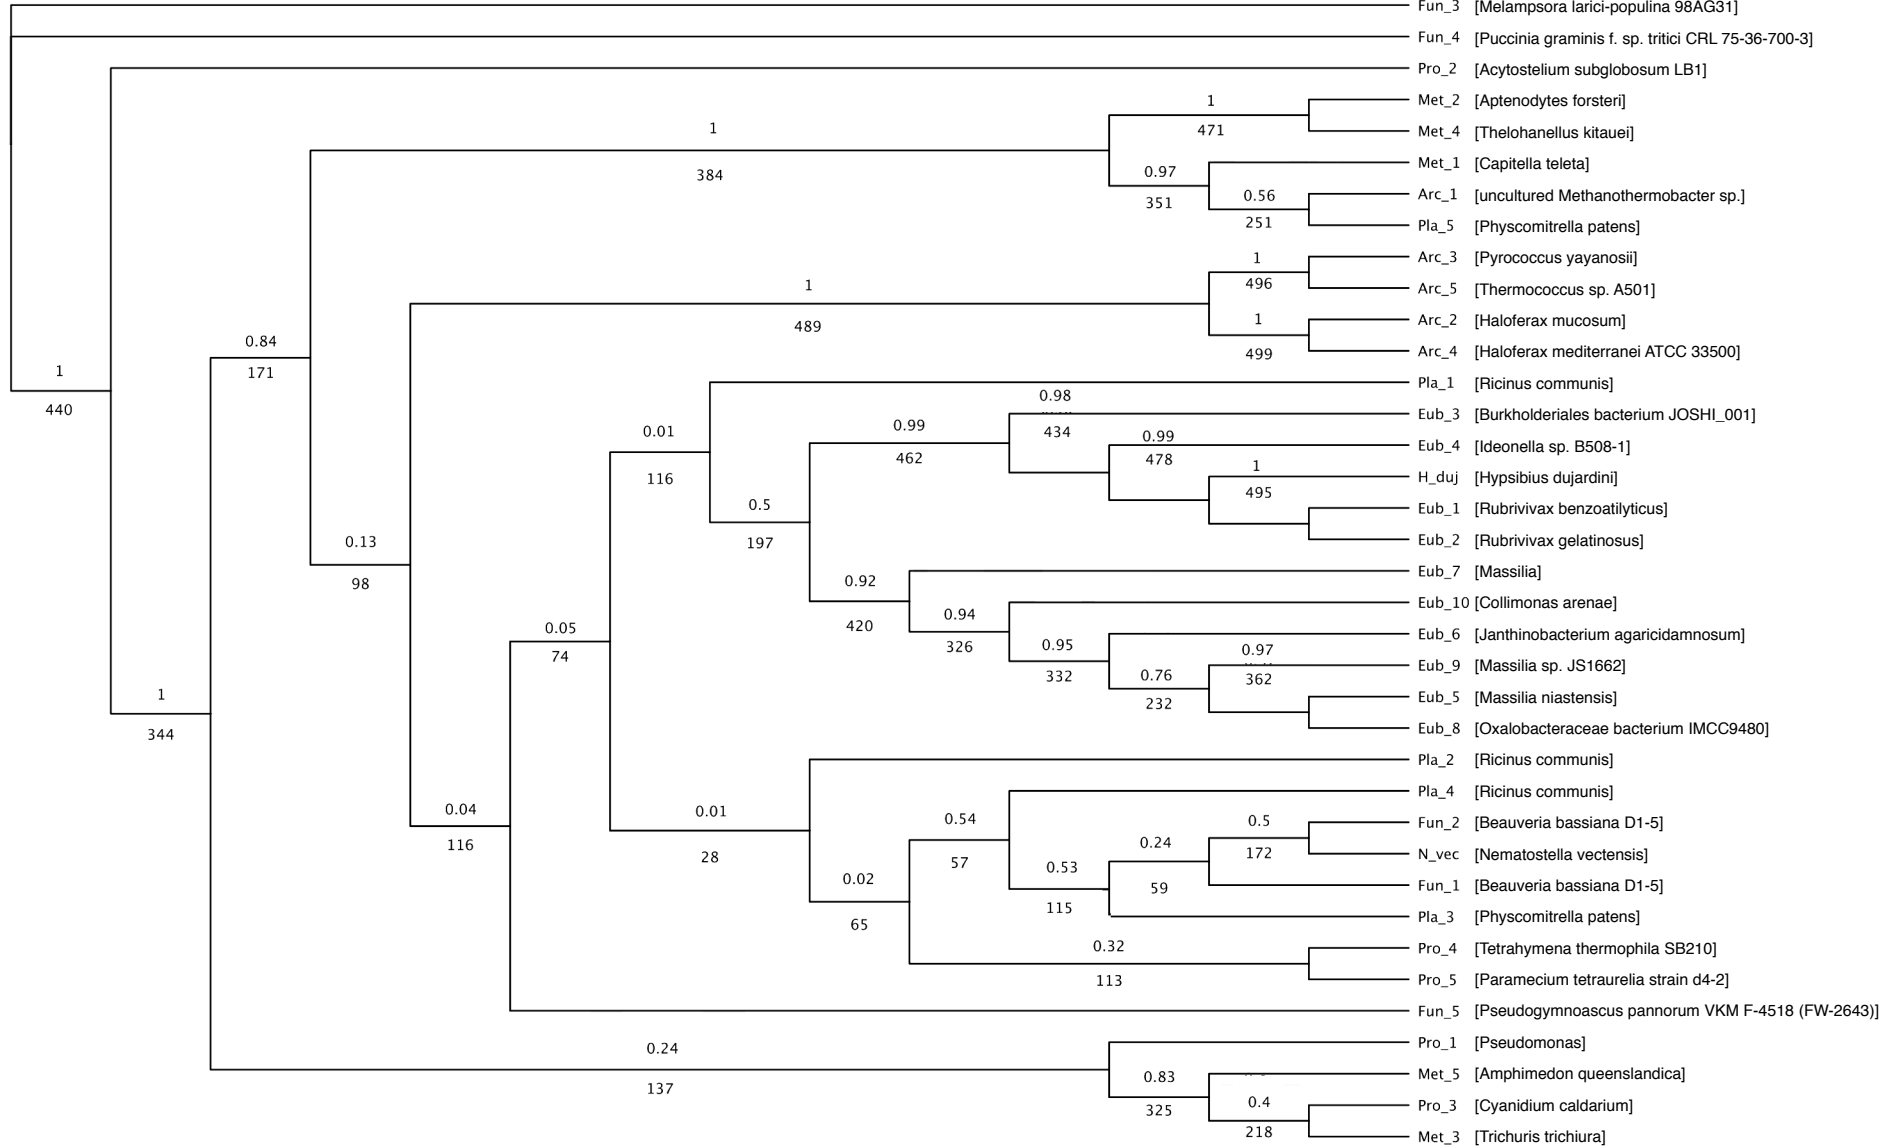 Fun_3 [Melampsora larici-populina 98AG31]
Fun_4 [Puccinia graminis f. sp. tritici CRL 75-36-700-3]
Pro_2 [Acytostelium subglobosum LB1]
1
Met_2 [Aptenodytes forsteri]
1
471
Met_4 [Thelohanellus kitauei]
384
0.97
Met_1 [Capitella teleta]
351
0.56
Arc_1 [uncultured Methanothermobacter sp.]
251
Pla_5 [Physcomitrella patens]
1
Arc_3 [Pyrococcus yayanosii]
1
496
Arc_5 [Thermococcus sp. A501]
489
1
Arc_2 [Haloferax mucosum]
0.84
499
Arc_4 [Haloferax mediterranei ATCC 33500]
1
171
440
Pla_1 [Ricinus communis]
0.98
Eub_3 [Burkholderiales bacterium JOSHI_001]
0.01
0.99
434
0.99
Eub_4 [Ideonella sp. B508-1]
462
478
116
1
H_duj [Hypsibius dujardini]
495
0.5
Eub_1 [Rubrivivax benzoatilyticus]
0.13
197
Eub_2 [Rubrivivax gelatinosus]
98
0.92
Eub_7 [Massilia]
420
0.94
Eub_10 [Collimonas arenae]
0.05
326
0.95
Eub_6 [Janthinobacterium agaricidamnosum]
74
332
0.76
0.97
Eub_9 [Massilia sp. JS1662]
362
1
232
Eub_5 [Massilia niastensis]
344
Eub_8 [Oxalobacteraceae bacterium IMCC9480]
Pla_2 [Ricinus communis]
Pla_4 [Ricinus communis]
0.04
0.01
0.54
0.5
Fun_2 [Beauveria bassiana D1-5]
116
28
57
0.24
172
N_vec [Nematostella vectensis]
0.02
0.53
59
Fun_1 [Beauveria bassiana D1-5]
65
115
Pla_3 [Physcomitrella patens]
0.32
Pro_4 [Tetrahymena thermophila SB210]
113
Pro_5 [Paramecium tetraurelia strain d4-2]
Fun_5 [Pseudogymnoascus pannorum VKM F-4518 (FW-2643)]
0.24
Pro_1 [Pseudomonas]
137
0.83
Met_5 [Amphimedon queenslandica]
325
0.4
Pro_3 [Cyanidium caldarium]
218
Met_3 [Trichuris trichiura]